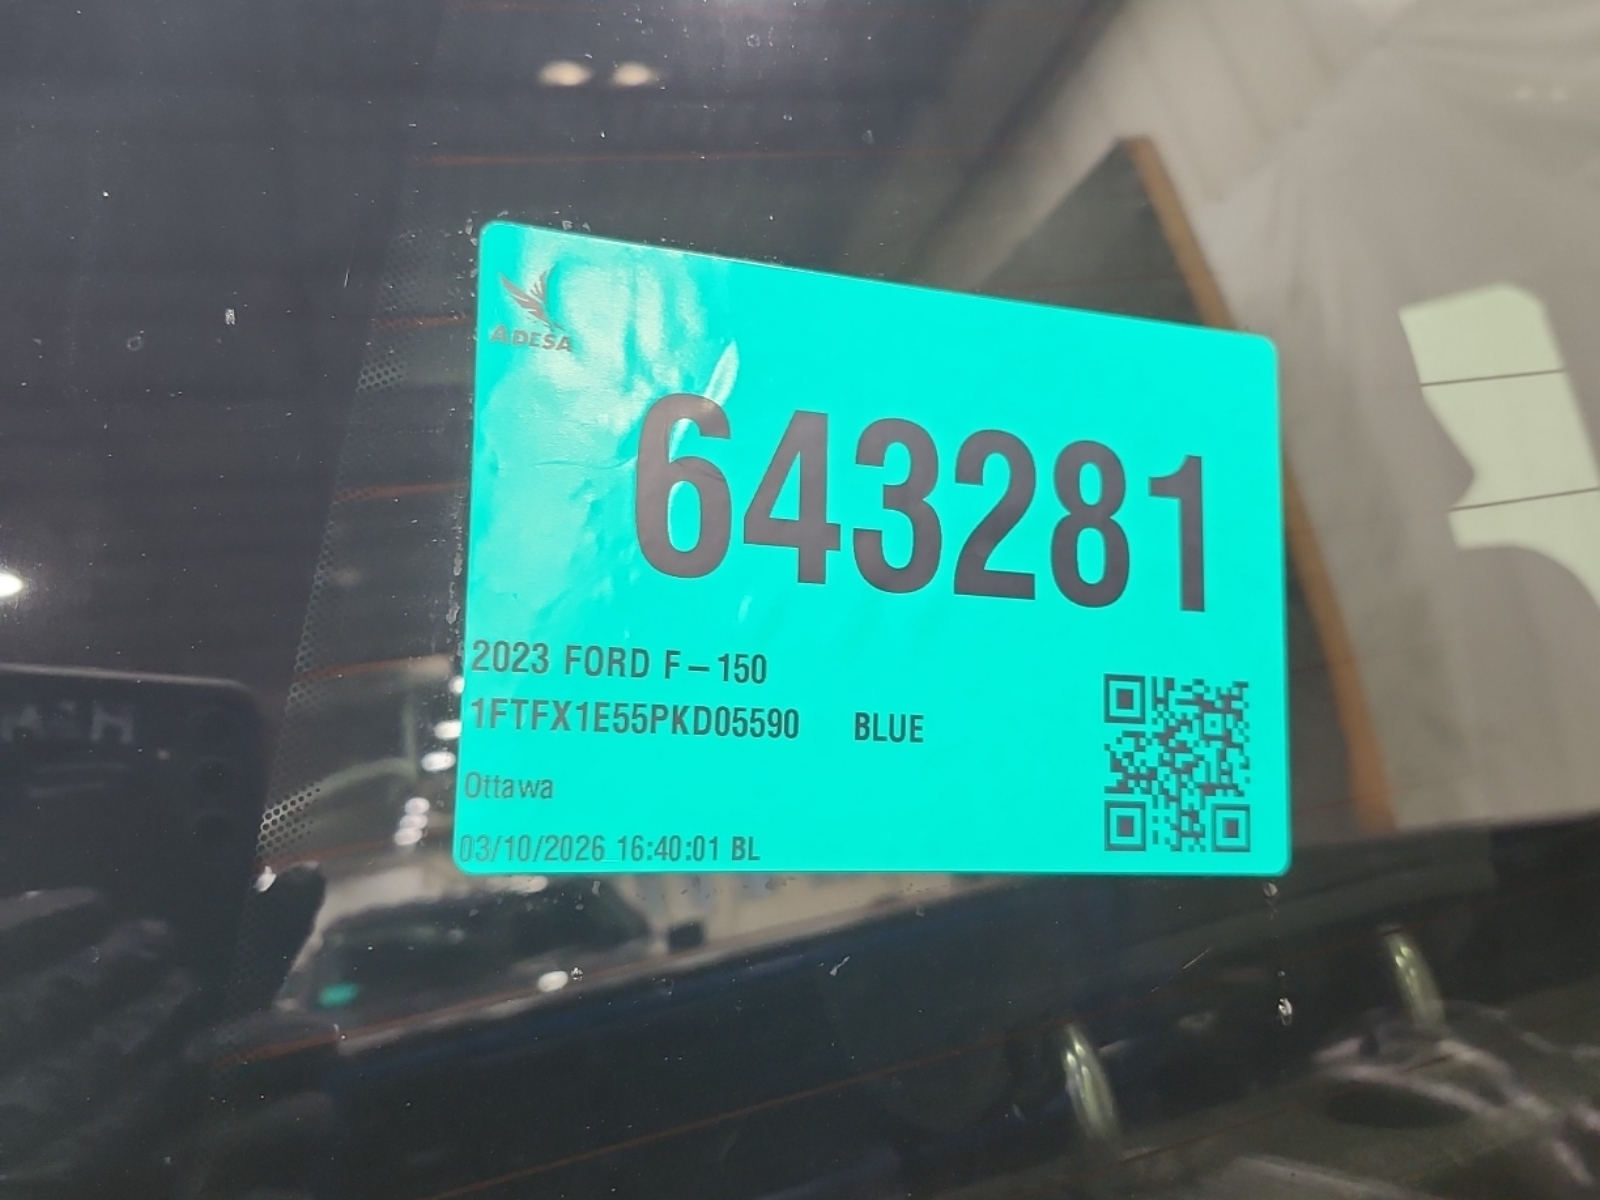 ADESA
643281
2023 FORD F-150
1FTFX1E55PKD05590 BLUE
Ottawa
03/10/2026 16:40:01 BL